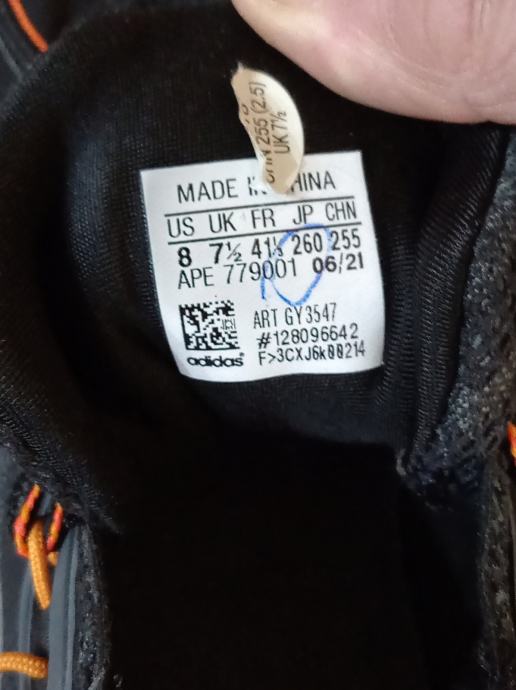 255 (2.5)
UK 7½
MADE IN CHINA
US UK FR JP CHN
8 7½ 41⅓ 260 255
APE 779001 06/21
ART GY3547
#128096642
F>3CXJ6k00214
adidas